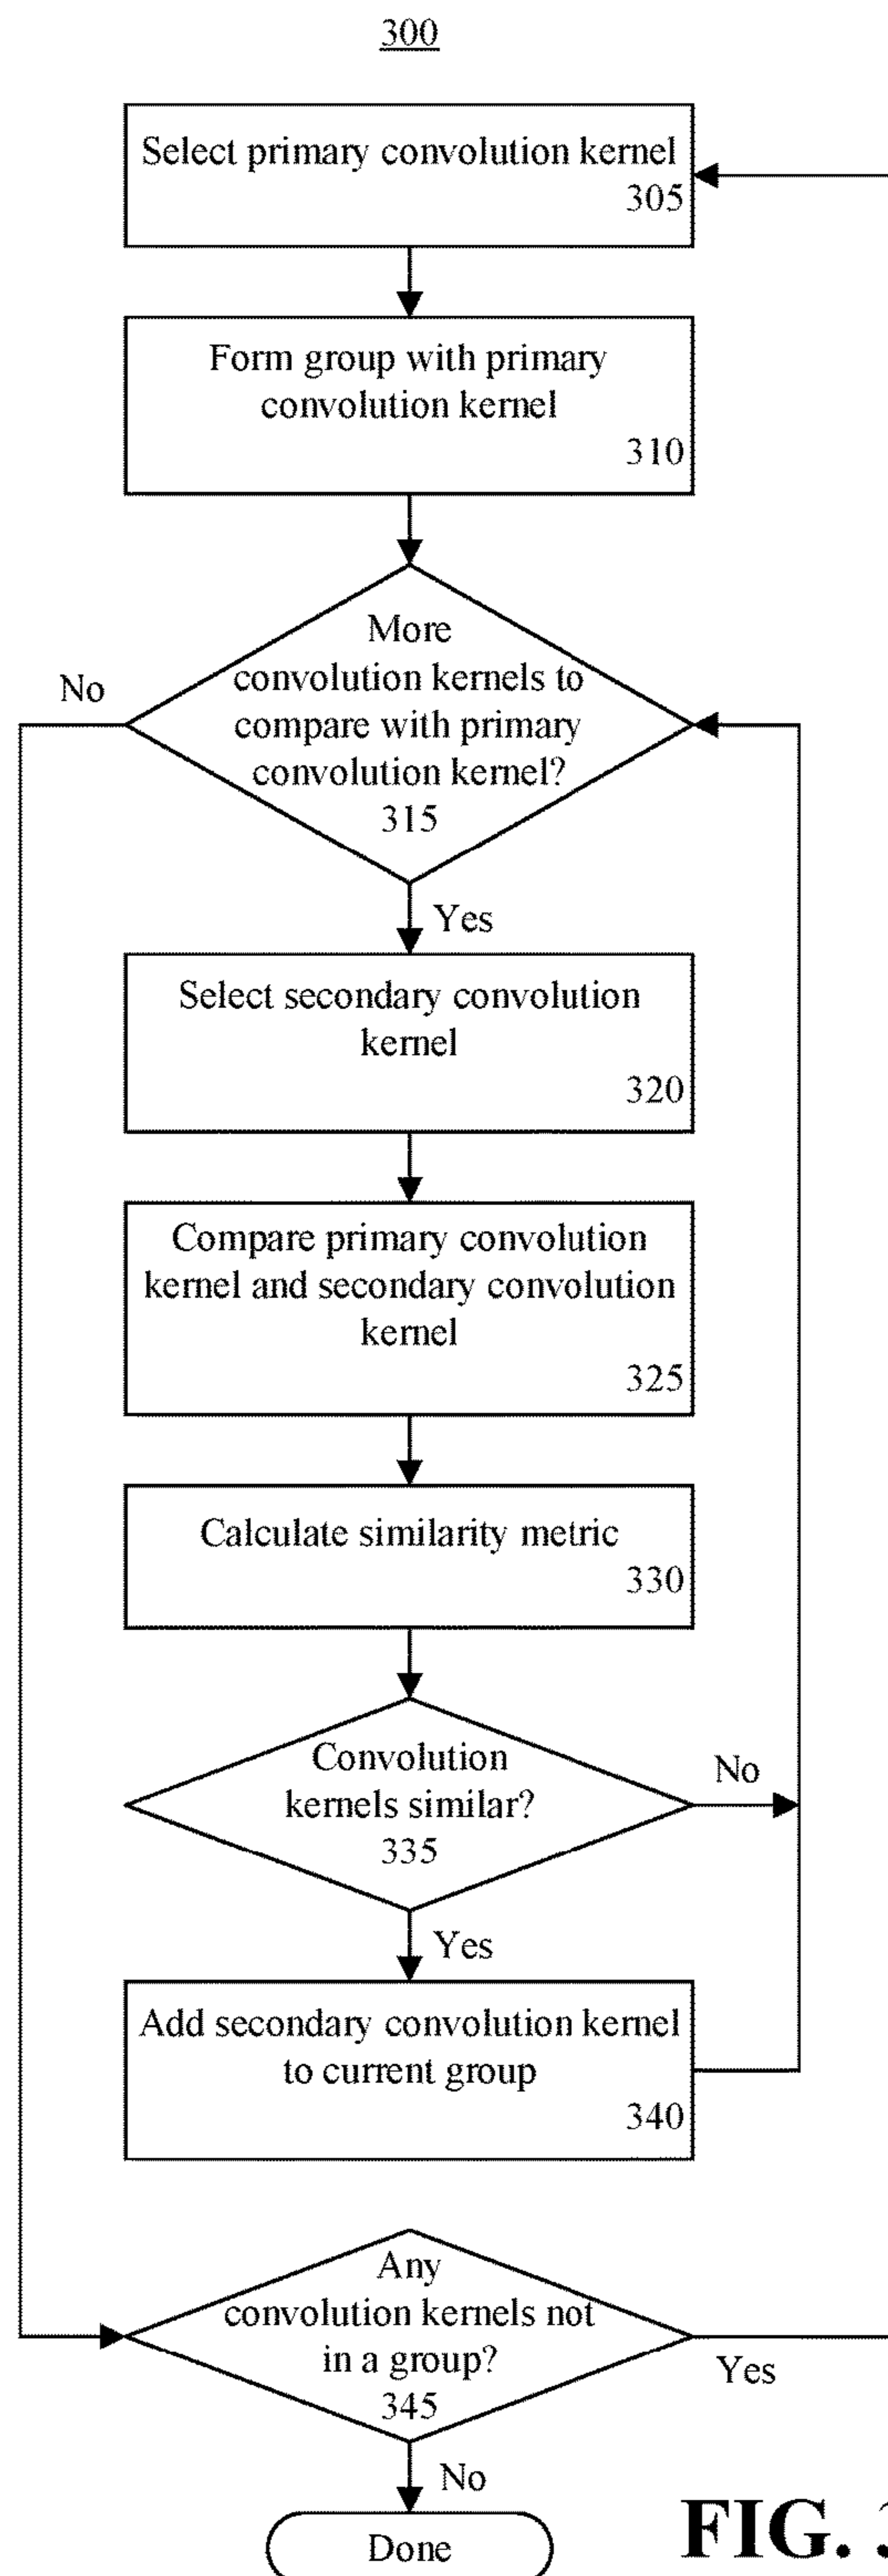 300
Select primary convolution kernel
305
Form group with primary
convolution kernel
310
More
convolution kernels to
compare with primary
convolution kernel?
315
No
Yes
Select secondary convolution
kernel
320
Compare primary convolution
kernel and secondary convolution
kernel
325
Calculate similarity metric
330
Convolution
kernels similar?
335
No
Yes
Add secondary convolution kernel
to current group
340
Any
convolution kernels not
in a group?
345
Yes
No
Done
FIG. 3